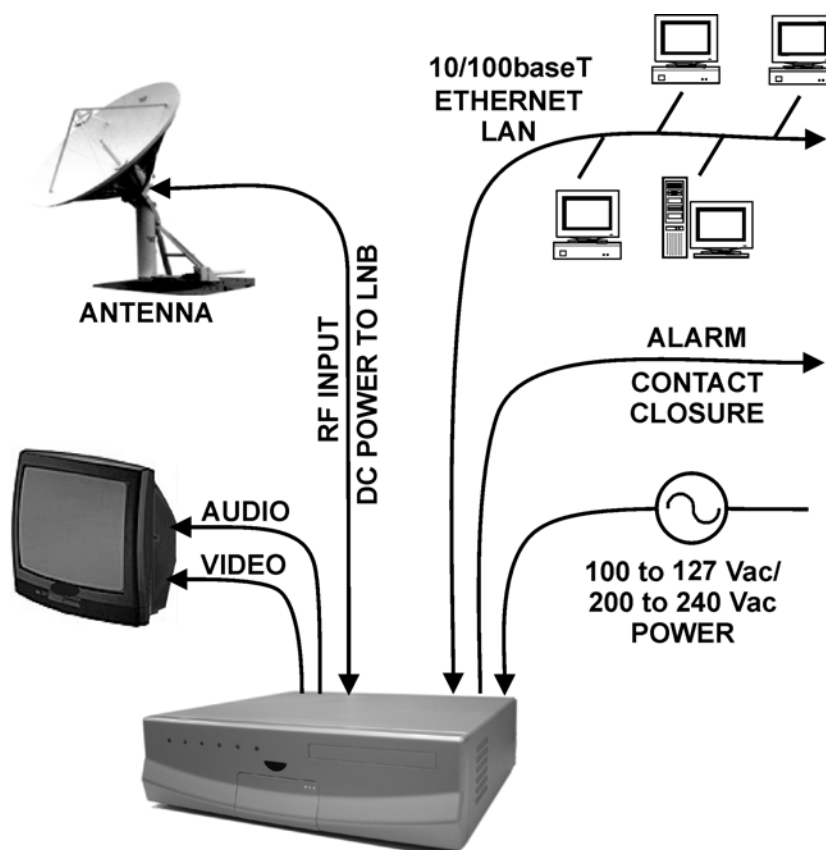 10/100baseT
ETHERNET
LAN
ANTENNA
RF INPUT
DC POWER TO LNB
ALARM
CONTACT
CLOSURE
AUDIO
VIDEO
100 to 127 Vac/
200 to 240 Vac
POWER